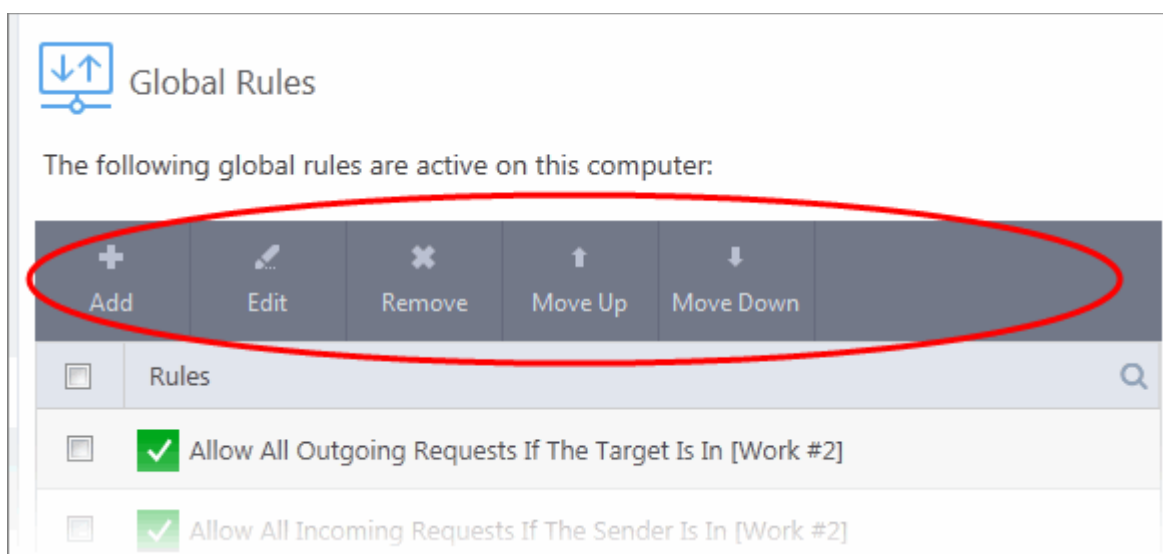 Global Rules
The following global rules are active on this computer:
Add Edit Remove Move Up Move Down
Rules
Allow All Outgoing Requests If The Target Is In [Work #2]
Allow All Incoming Requests If The Sender Is In [Work #2]